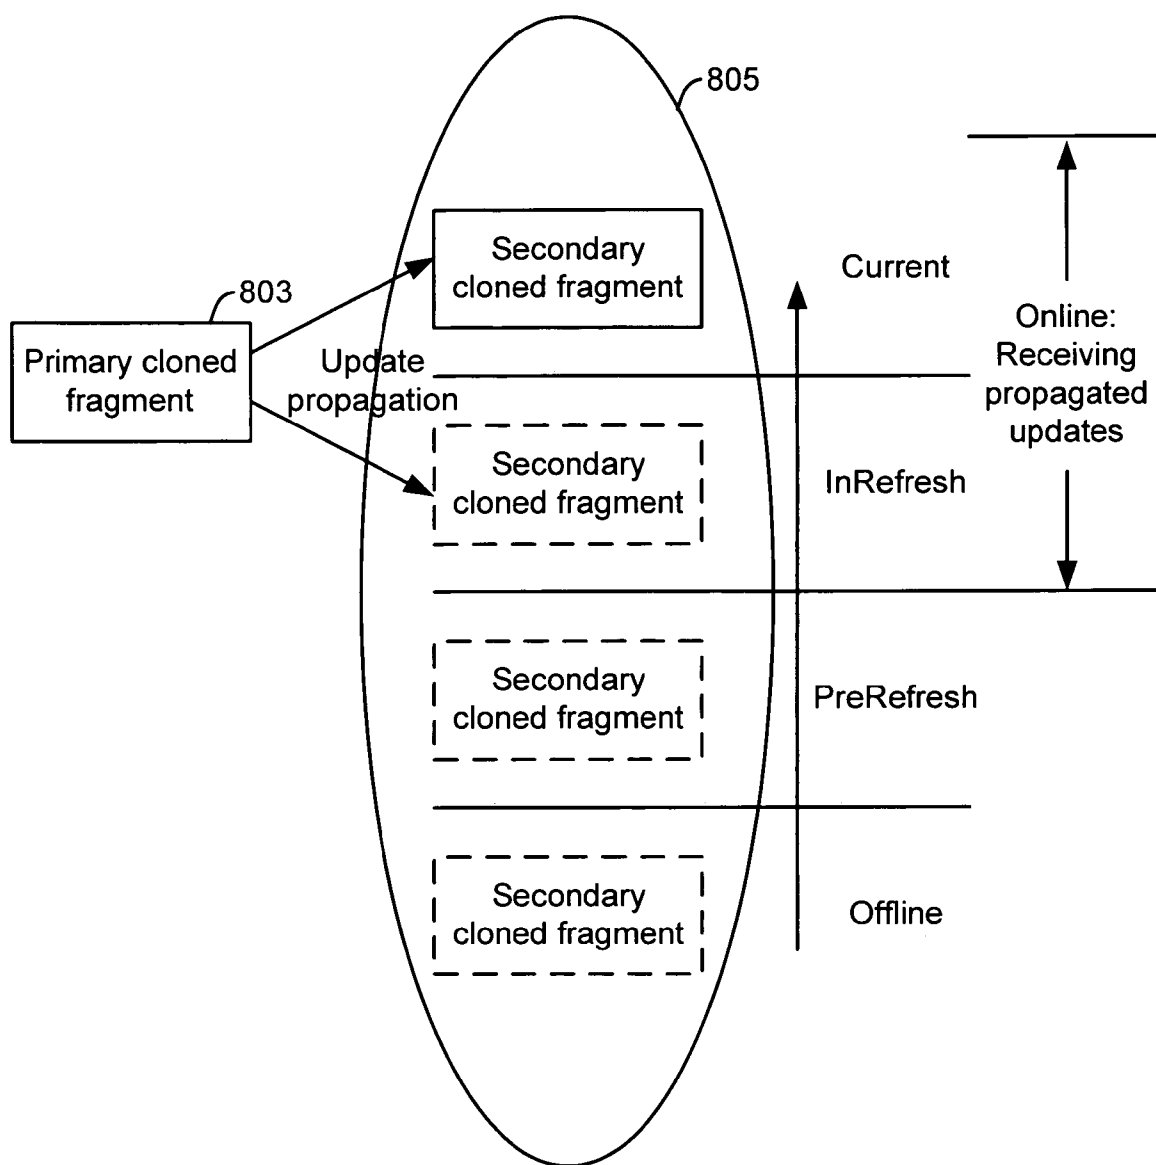 805
Secondary
cloned fragment
Current
803
Primary cloned
fragment
Update
propagation
Online:
Receiving
propagated
updates
Secondary
cloned fragment
InRefresh
Secondary
cloned fragment
PreRefresh
Secondary
cloned fragment
Offline